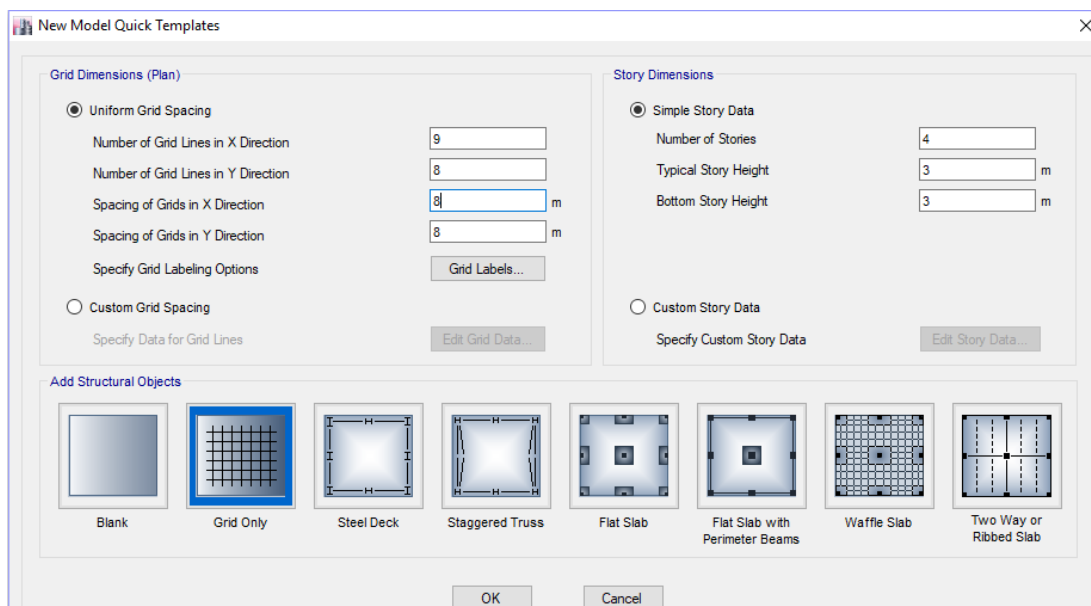 New Model Quick Templates
Grid Dimensions (Plan)
Uniform Grid Spacing
Number of Grid Lines in X Direction 9
Number of Grid Lines in Y Direction 8
Spacing of Grids in X Direction 8 m
Spacing of Grids in Y Direction 8 m
Specify Grid Labeling Options Grid Labels...
Custom Grid Spacing
Specify Data for Grid Lines Edit Grid Data...
Story Dimensions
Simple Story Data
Number of Stories 4
Typical Story Height 3 m
Bottom Story Height 3 m
Custom Story Data
Specify Custom Story Data Edit Story Data...
Add Structural Objects
Blank
Grid Only
Steel Deck
Staggered Truss
Flat Slab
Flat Slab with
Perimeter Beams
Waffle Slab
Two Way or
Ribbed Slab
OK Cancel